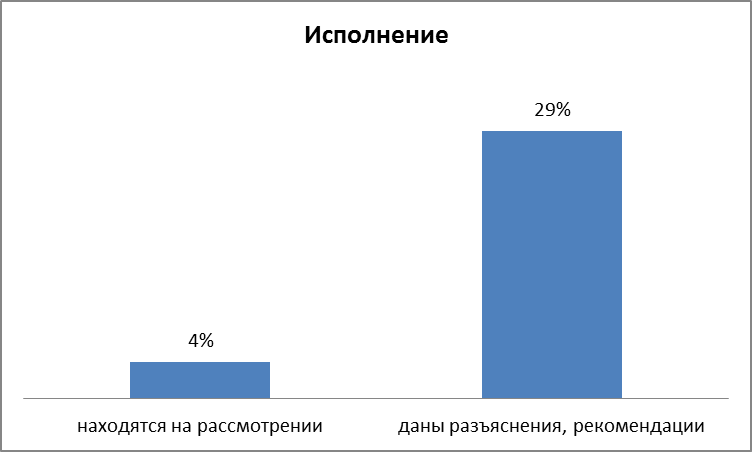 Исполнение
29%
4%
находятся на рассмотрении
даны разъяснения, рекомендации